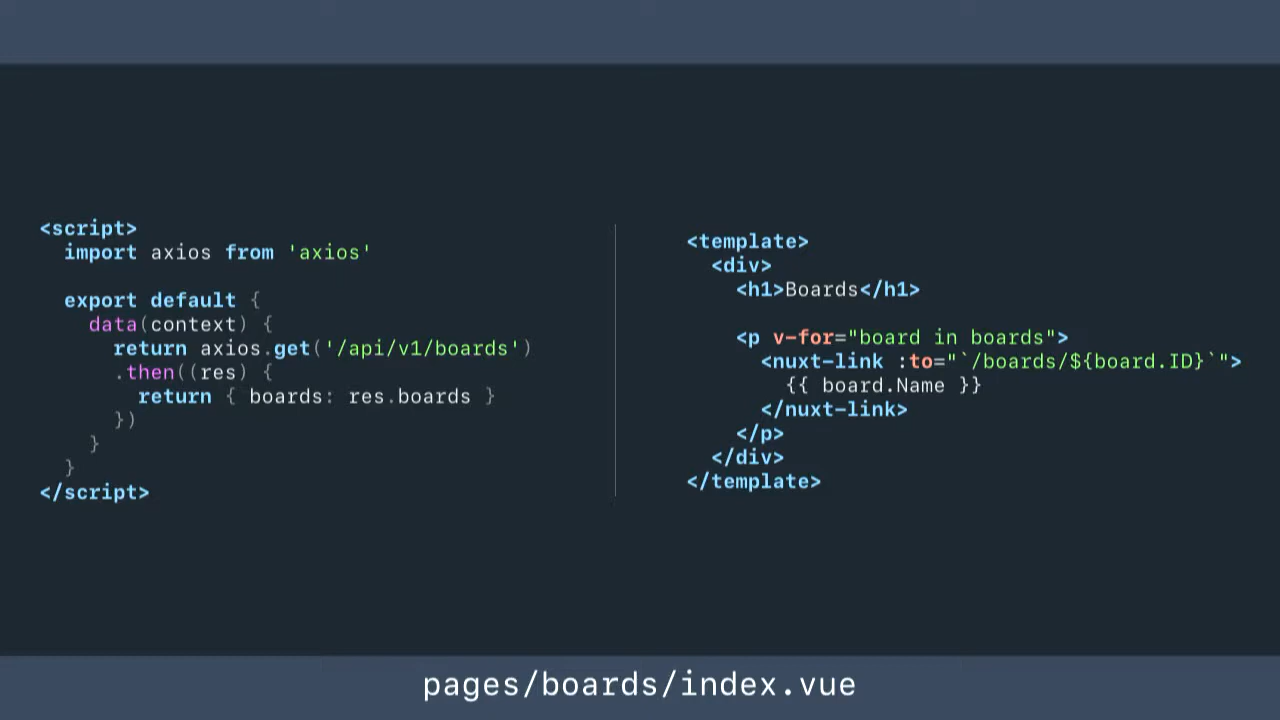 <script>
  import axios from 'axios'

  export default {
    data(context) {
      return axios.get('/api/v1/boards')
      .then((res) {
        return { boards: res.boards }
      })
    }
  }
</script>
<template>
  <div>
    <h1>Boards</h1>

    <p v-for="board in boards">
      <nuxt-link :to="`/boards/${board.ID}`">
        {{ board.Name }}
      </nuxt-link>
    </p>
  </div>
</template>
pages/boards/index.vue